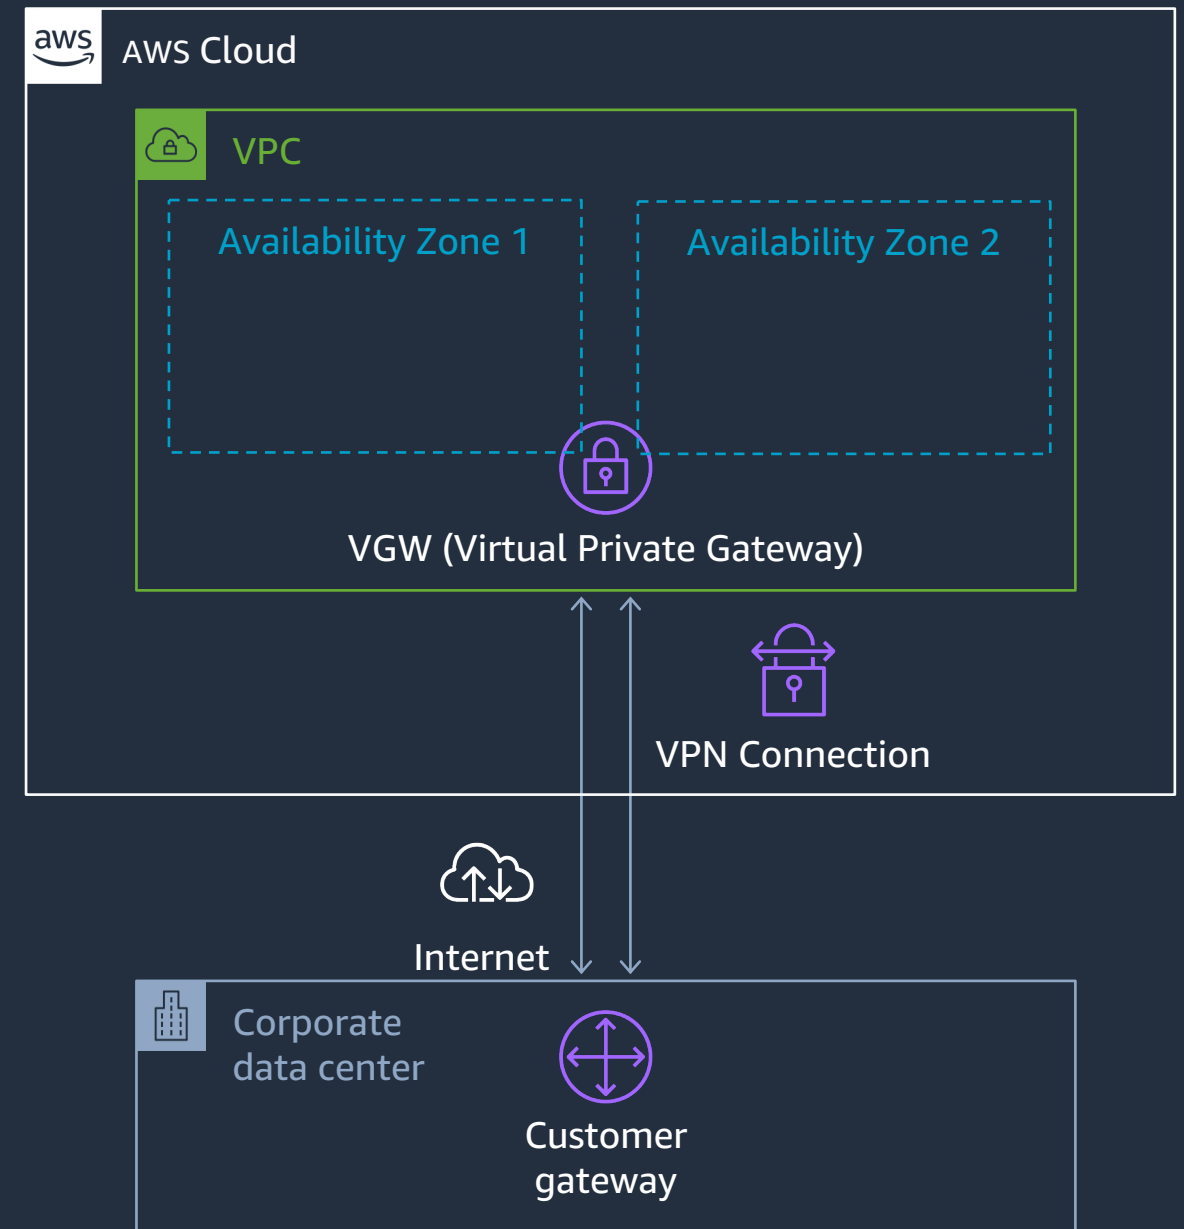 aws
AWS Cloud
VPC
Availability Zone 1
Availability Zone 2
VGW (Virtual Private Gateway)
VPN Connection
Internet
Corporate
data center
Customer
gateway